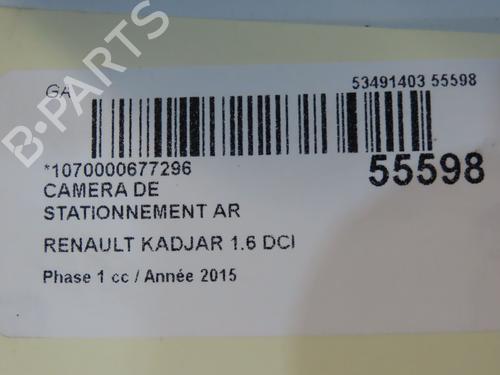 GA
53491403 55598
*1070000677296
55598
CAMERA DE
STATIONNEMENT AR
RENAULT KADJAR 1.6 DCI
Phase 1 cc / Année 2015
B-PARTS